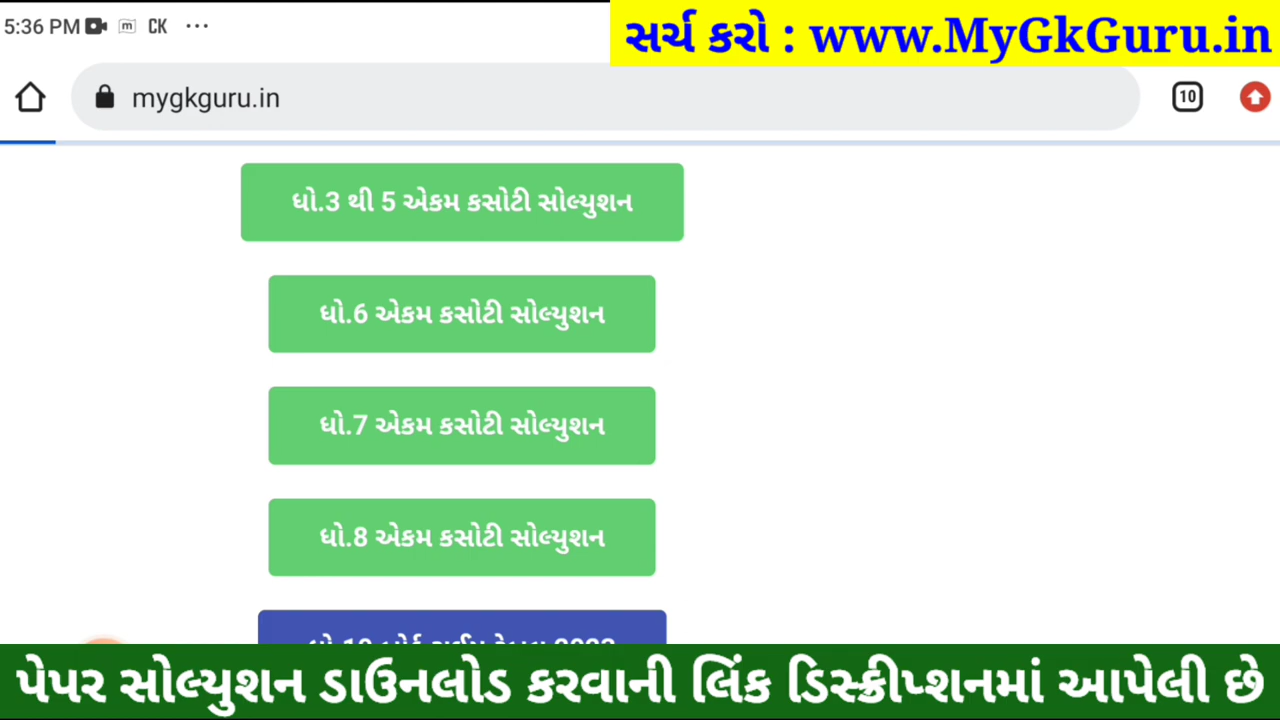 5:36 PM m CK ...
સર્ચ કરો : www.MyGkGuru.in
mygkguru.in
10
ધો.3 થી 5 એકમ કસોટી સોલ્યુશન
ધો.6 એકમ કસોટી સોલ્યુશન
ધો.7 એકમ કસોટી સોલ્યુશન
ધો.8 એકમ કસોટી સોલ્યુશન
પેપર સોલ્યુશન ડાઉનલોડ કરવાની લિંક ડિસ્ક્રીપ્શનમાં આપેલી છે